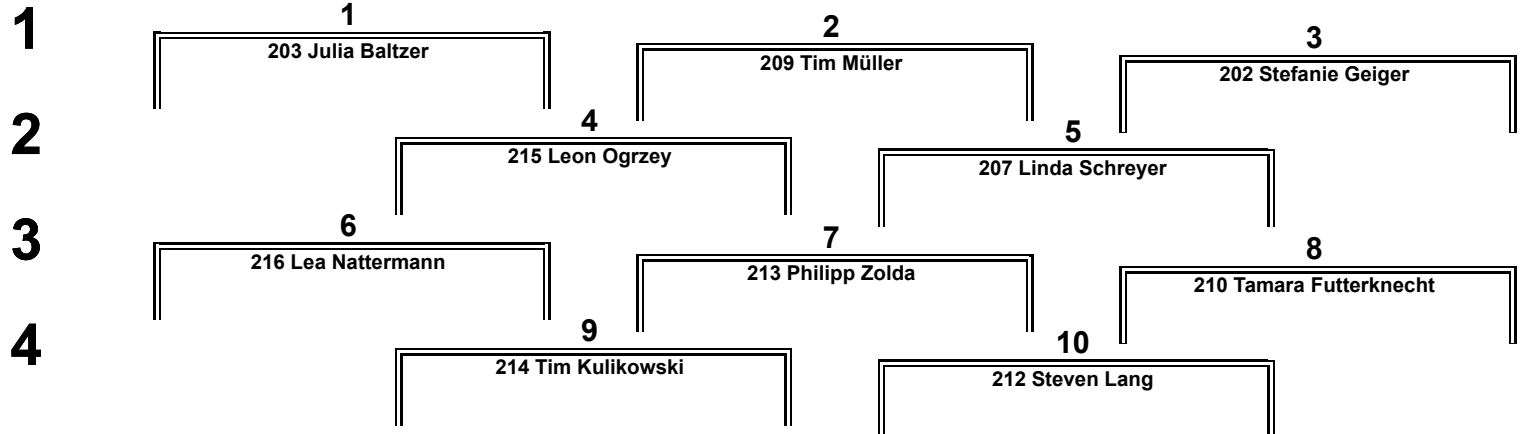 1
1
203 Julia Baltzer
2
209 Tim Müller
3
202 Stefanie Geiger
2
4
215 Leon Ogrzey
5
207 Linda Schreyer
3
6
216 Lea Nattermann
7
213 Philipp Zolda
8
210 Tamara Futterknecht
4
9
214 Tim Kulikowski
10
212 Steven Lang